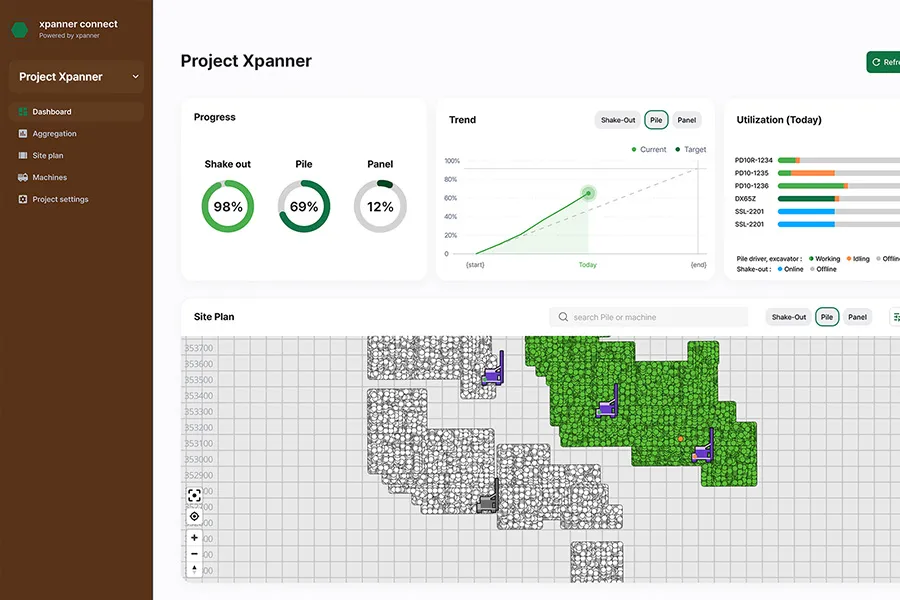 xpanner connect
Powered by xpanner
Project Xpanner
Dashboard
Aggregation
Site plan
Machines
Project settings
Project Xpanner
Progress
Shake out
Pile
Panel
98%
69%
12%
Trend
Shake-Out
Pile
Panel
Current
Target
100%
80%
60%
40%
20%
0
{start}
Today
{end}
Utilization (Today)
PD10R-1234
PD10-1235
PD10-1236
DX65Z
SSL-2201
SSL-2201
Pile driver, excavator : Working Idling
Shake-out : Online Offline
Site Plan
search Pile or machine
Shake-Out
Pile
Panel
353700
353600
353500
353400
353300
353200
353100
353000
352900